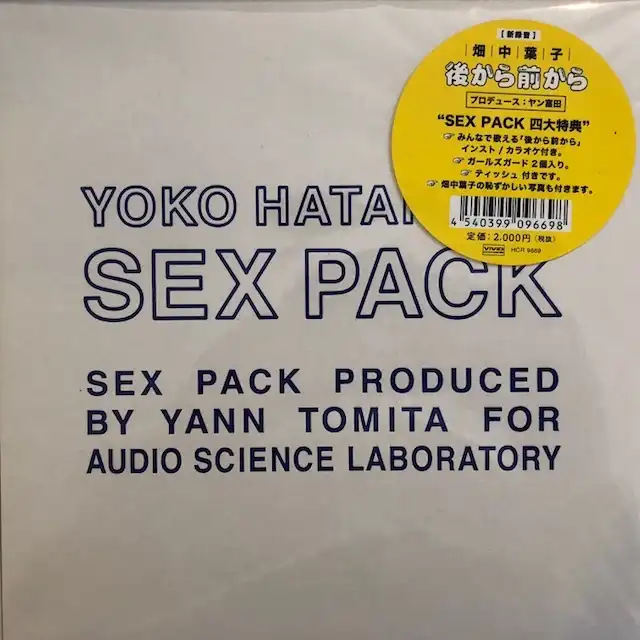 【新録音】
畑|中|葉|子
後から前から
プロデュース：ヤン富田
“SEX PACK 四大特典”
☞ みんなで歌える「後から前から」
インスト / カラオケ付き。
☞ ガールズガード 2個入り。
☞ ティッシュ 付きです。
☞ 畑中葉子の恥ずかしい写真も付きます。
4 540399 096698
定価：2,000円（税抜）
VIVID HCR 9669
YOKO HATA
SEX PACK
SEX PACK PRODUCED
BY YANN TOMITA FOR
AUDIO SCIENCE LABORATORY